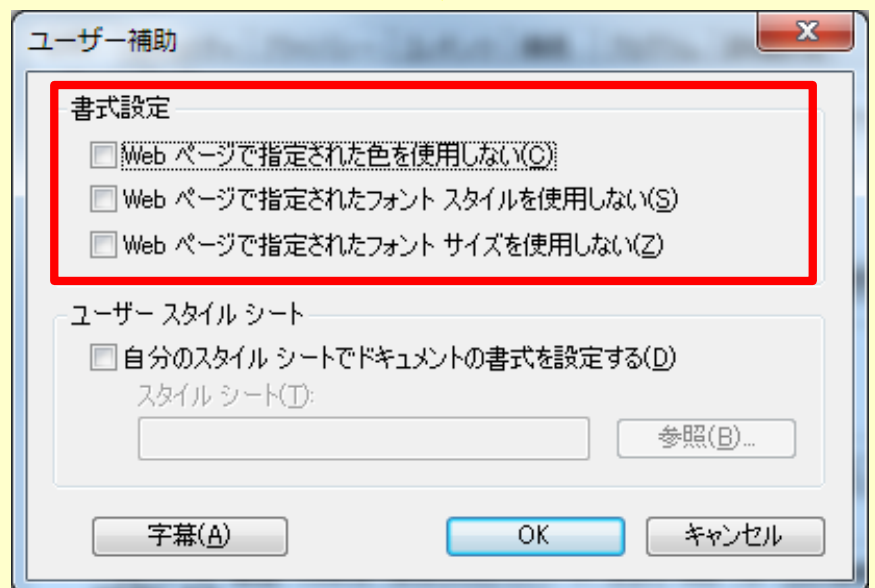 ユーザー補助
書式設定
Web ページで指定された色を使用しない(C)
Web ページで指定されたフォント スタイルを使用しない(S)
Web ページで指定されたフォント サイズを使用しない(Z)
ユーザー スタイル シート
自分のスタイル シートでドキュメントの書式を設定する(D)
スタイル シート(T):
参照(B)...
字幕(A)
OK
キャンセル